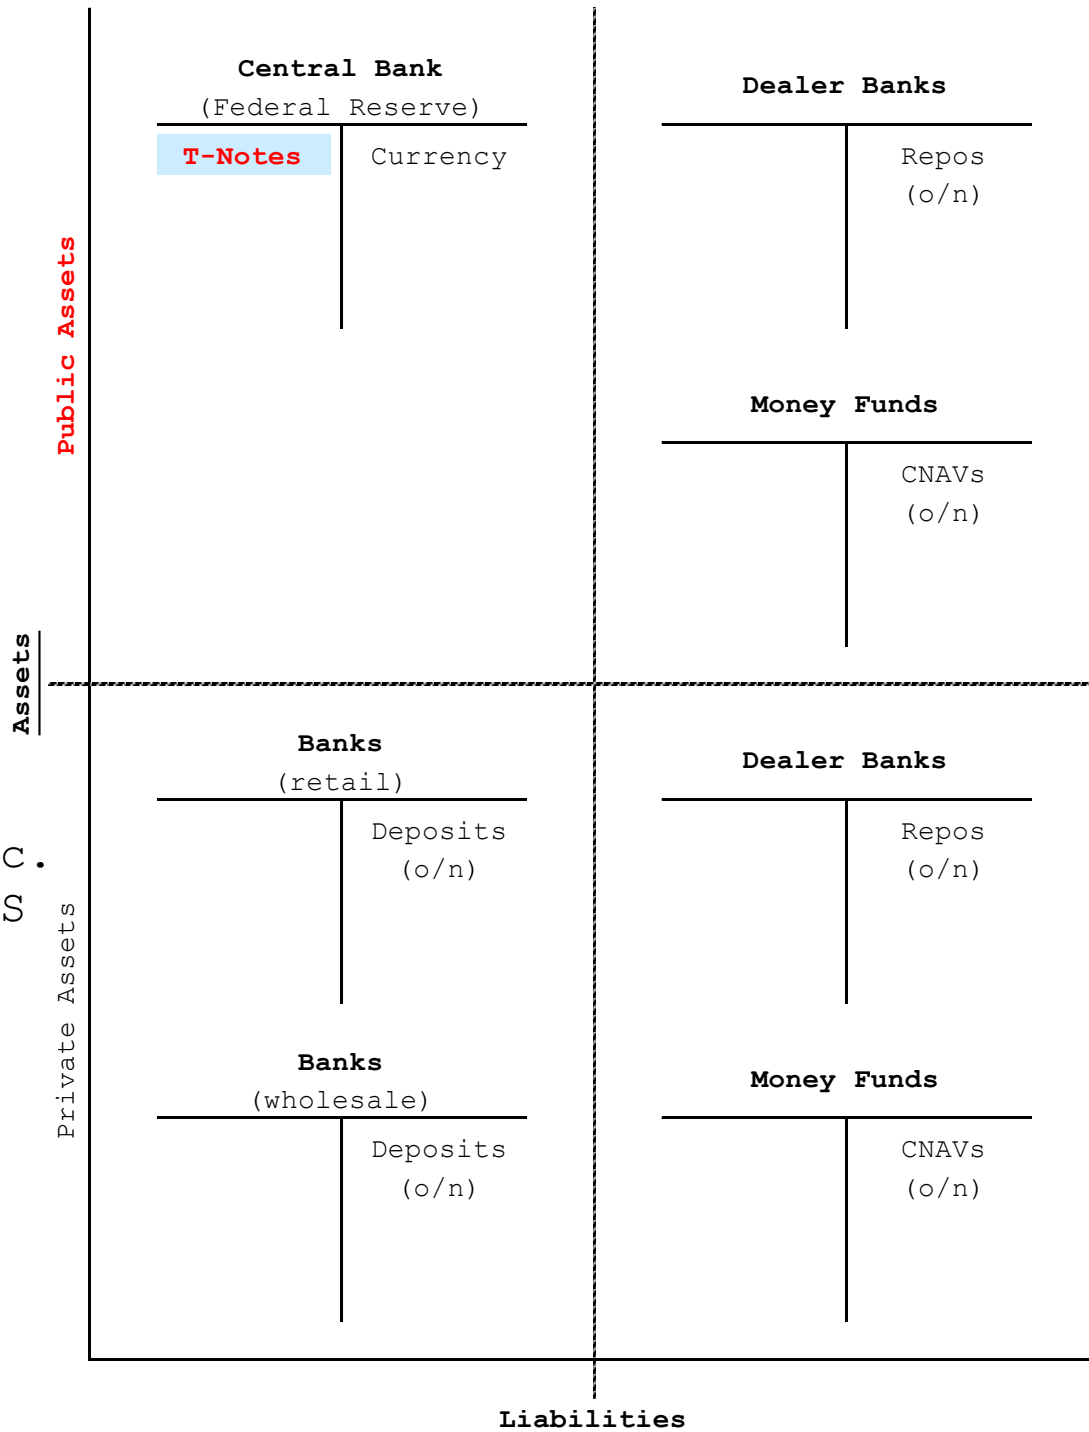 Central Bank
(Federal Reserve)
T-Notes
Currency
Dealer Banks
Repos
(o/n)
Money Funds
CNAVs
(o/n)
Public Assets
Assets
Banks
(retail)
Deposits
(o/n)
Dealer Banks
Repos
(o/n)
c.
S
Private Assets
Banks
(wholesale)
Deposits
(o/n)
Money Funds
CNAVs
(o/n)
Liabilities